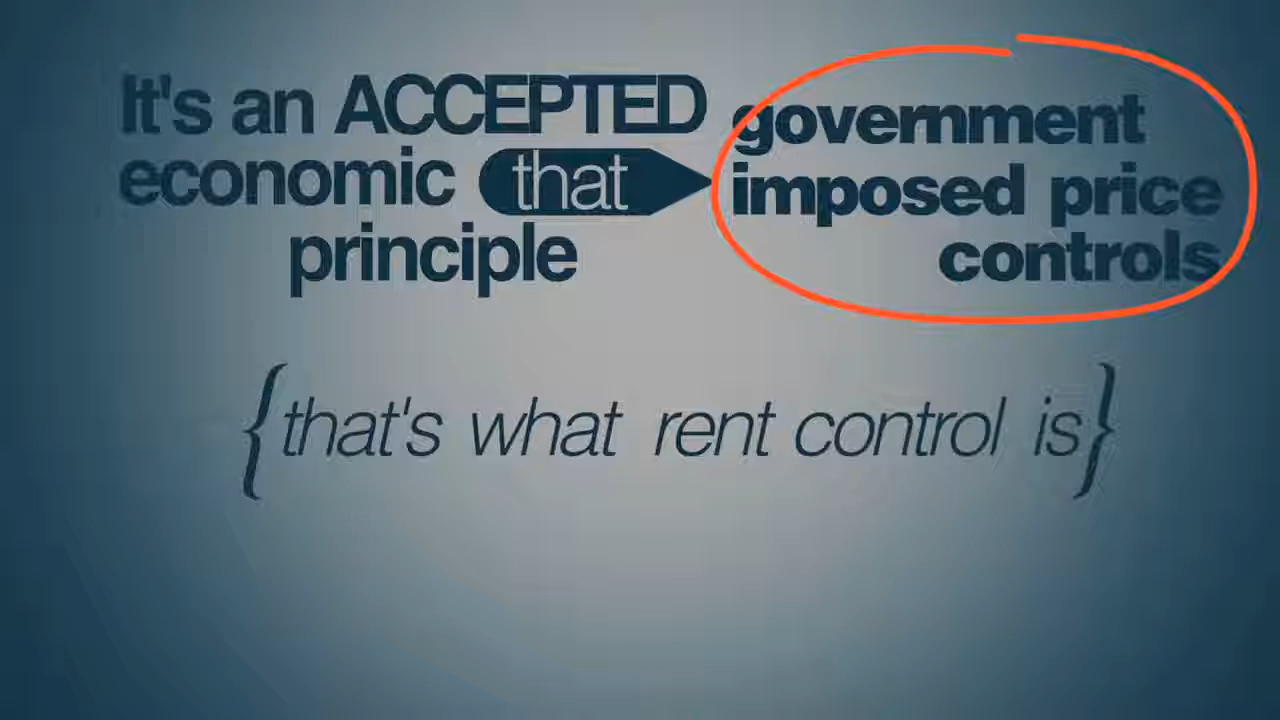 It's an ACCEPTED
economic that
principle
government
imposed price
controls
{that's what rent control is}